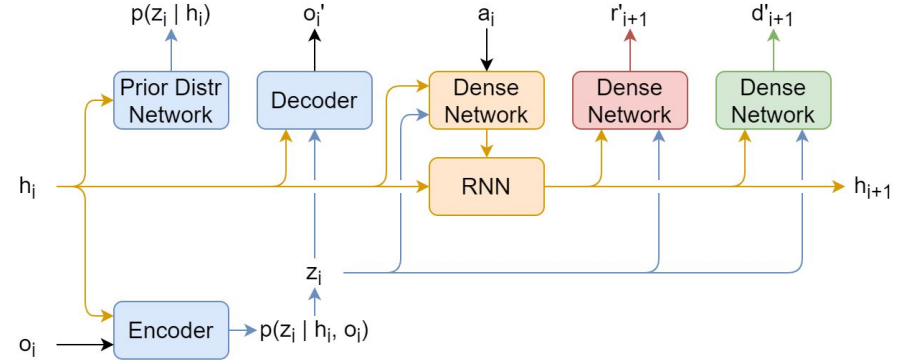 p(zᵢ | hᵢ)
oᵢ'
aᵢ
r'ᵢ₊₁
d'ᵢ₊₁
Prior Distr
Network
Decoder
Dense
Network
Dense
Network
Dense
Network
hᵢ
RNN
hᵢ₊₁
zᵢ
Encoder
p(zᵢ | hᵢ, oᵢ)
oᵢ